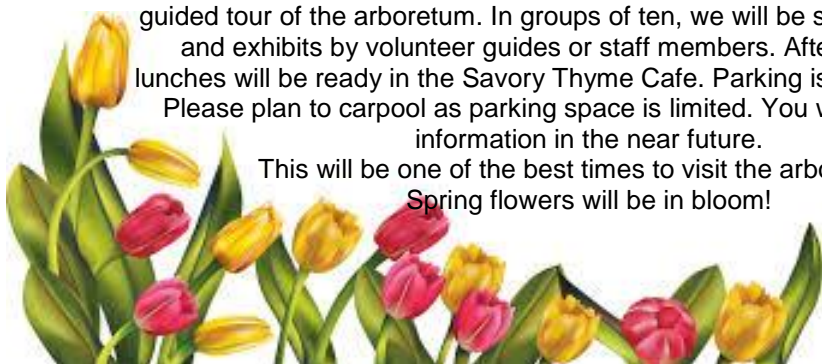 guided tour of the arboretum. In groups of ten, we will be
and exhibits by volunteer guides or staff members.
lunches will be ready in the Savory Thyme Cafe. Parking is
Please plan to carpool as parking space is limited. You
information in the near future.
This will be one of the best times to visit the
Spring flowers will be in bloom!